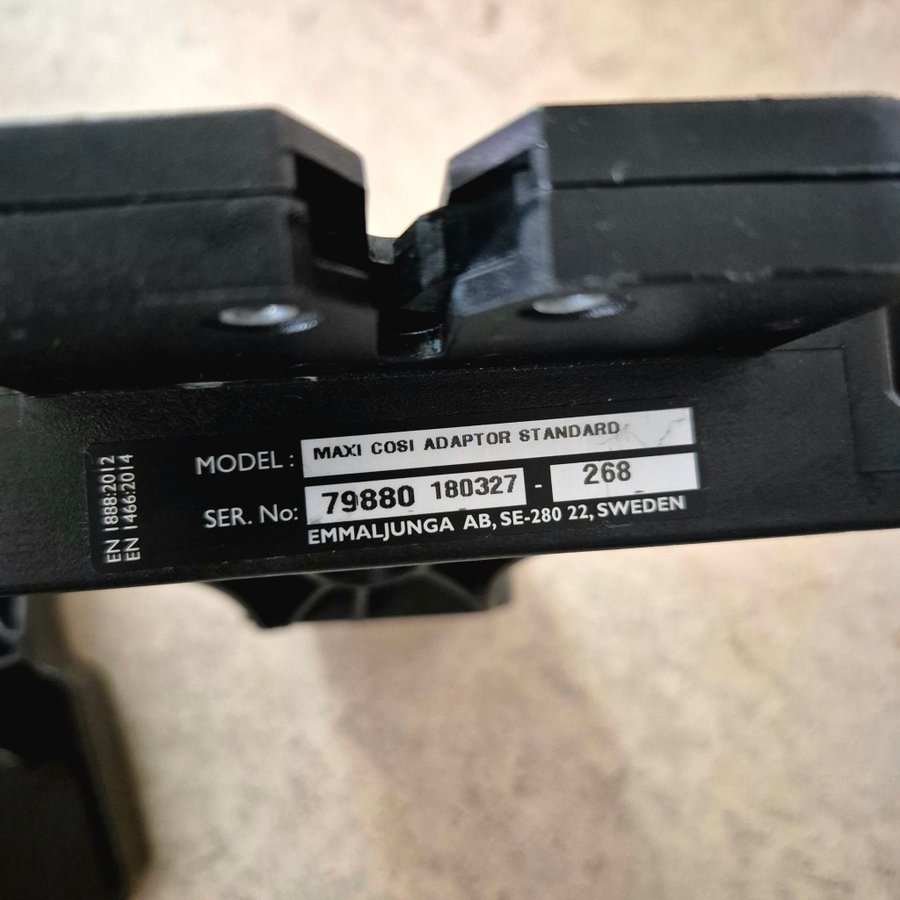 EN 1888:2012
EN 1466:2014
MODEL: MAXI COSI ADAPTOR STANDARD
SER. No: 79880 180327 - 268
EMMALJUNGA AB, SE-280 22, SWEDEN